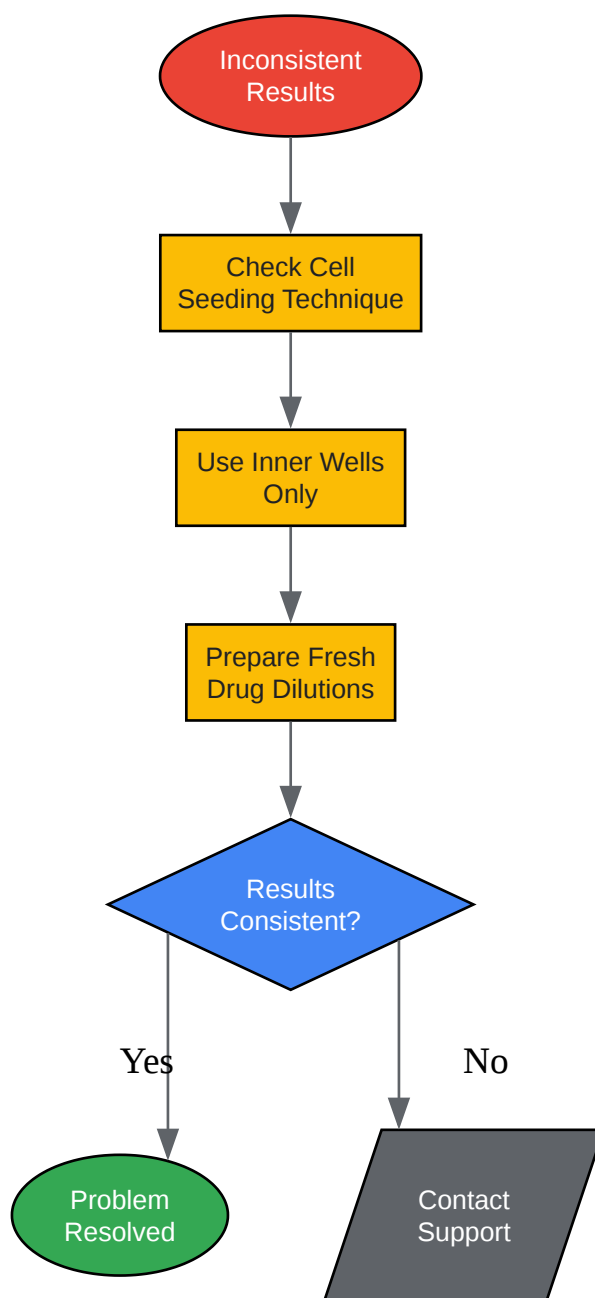 Inconsistent
Results
Check Cell
Seeding Technique
Use Inner Wells
Only
Prepare Fresh
Drug Dilutions
Results
Consistent?
Yes
No
Problem
Resolved
Contact
Support